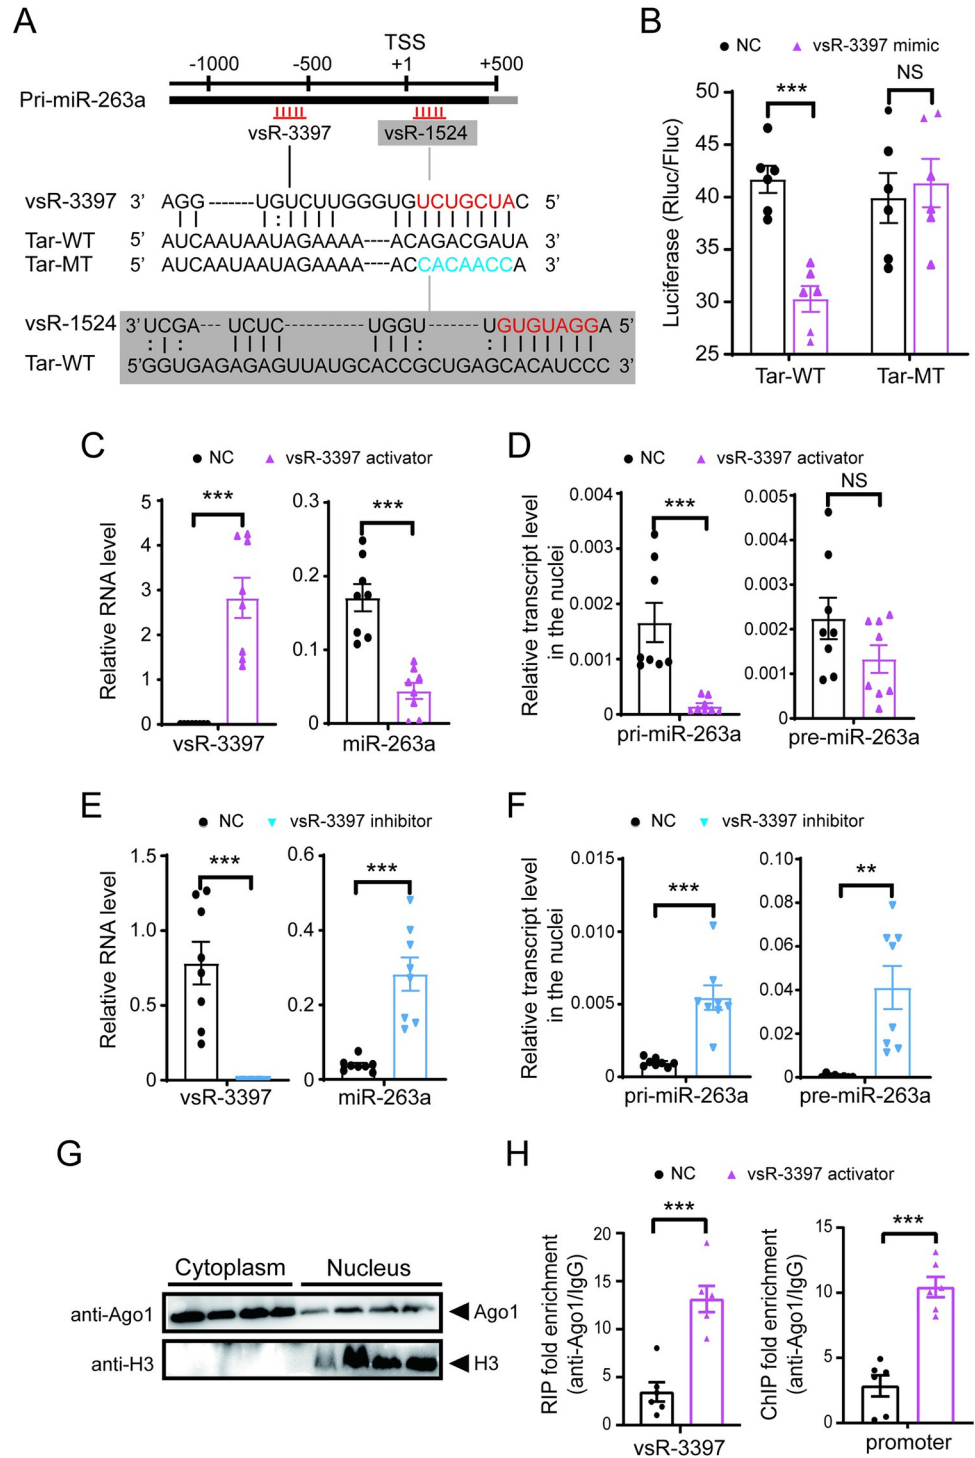 A
TSS
-1000 -500 +1 +500
Pri-miR-263a
vsR-3397 vsR-1524
vsR-3397 3' AGG-------UGUCUUGGGUGUCUGCUAC 5'
Tar-WT 5' AUCAAUAAUAGAAAA----ACAGACGAUA 3'
Tar-MT 5' AUCAAUAAUAGAAAA----ACCACAACCA 3'
vsR-1524 3' UCGA--- UCUC----------UGGU-------UGUGUAGGA 5'
Tar-WT 5'GGUGAGAGAGUUAUGCACCGCUGAGCACAUCCC 3'
B
NC vsR-3397 mimic
*** NS
Luciferase (Rluc/Fluc)
50
45
40
35
30
25
Tar-WT Tar-MT
C
NC vsR-3397 activator
Relative RNA level
5
4
3
2
1
0
***
vsR-3397
0.3
0.2
0.1
0
***
miR-263a
D
NC vsR-3397 activator
Relative transcript level
in the nuclei
0.004
0.003
0.002
0.001
0
***
pri-miR-263a
0.005
0.004
0.003
0.002
0.001
0
NS
pre-miR-263a
E
NC vsR-3397 inhibitor
Relative RNA level
1.5
1.0
0.5
0
***
vsR-3397
0.6
0.4
0.2
0
***
miR-263a
F
NC vsR-3397 inhibitor
Relative transcript level
in the nuclei
0.015
0.010
0.005
0
***
pri-miR-263a
0.10
0.08
0.06
0.04
0.02
0
**
pre-miR-263a
G
Cytoplasm Nucleus
anti-Ago1 Ago1
anti-H3 H3
H
NC vsR-3397 activator
RIP fold enrichment
(anti-Ago1/IgG)
20
15
10
5
0
***
vsR-3397
ChIP fold enrichment
(anti-Ago1/IgG)
15
10
5
0
***
promoter